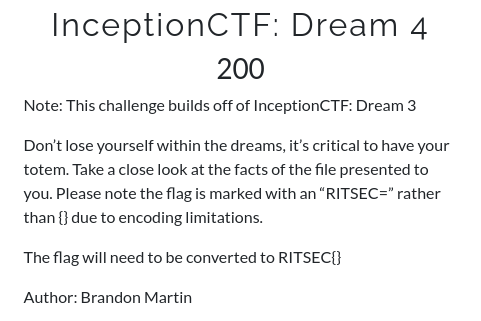 InceptionCTF: Dream 4
200
Note: This challenge builds off of InceptionCTF: Dream 3
Don’t lose yourself within the dreams, it’s critical to have your
totem. Take a close look at the facts of the file presented to
you. Please note the flag is marked with an “RITSEC=” rather
than {} due to encoding limitations.
The flag will need to be converted to RITSEC{}
Author: Brandon Martin